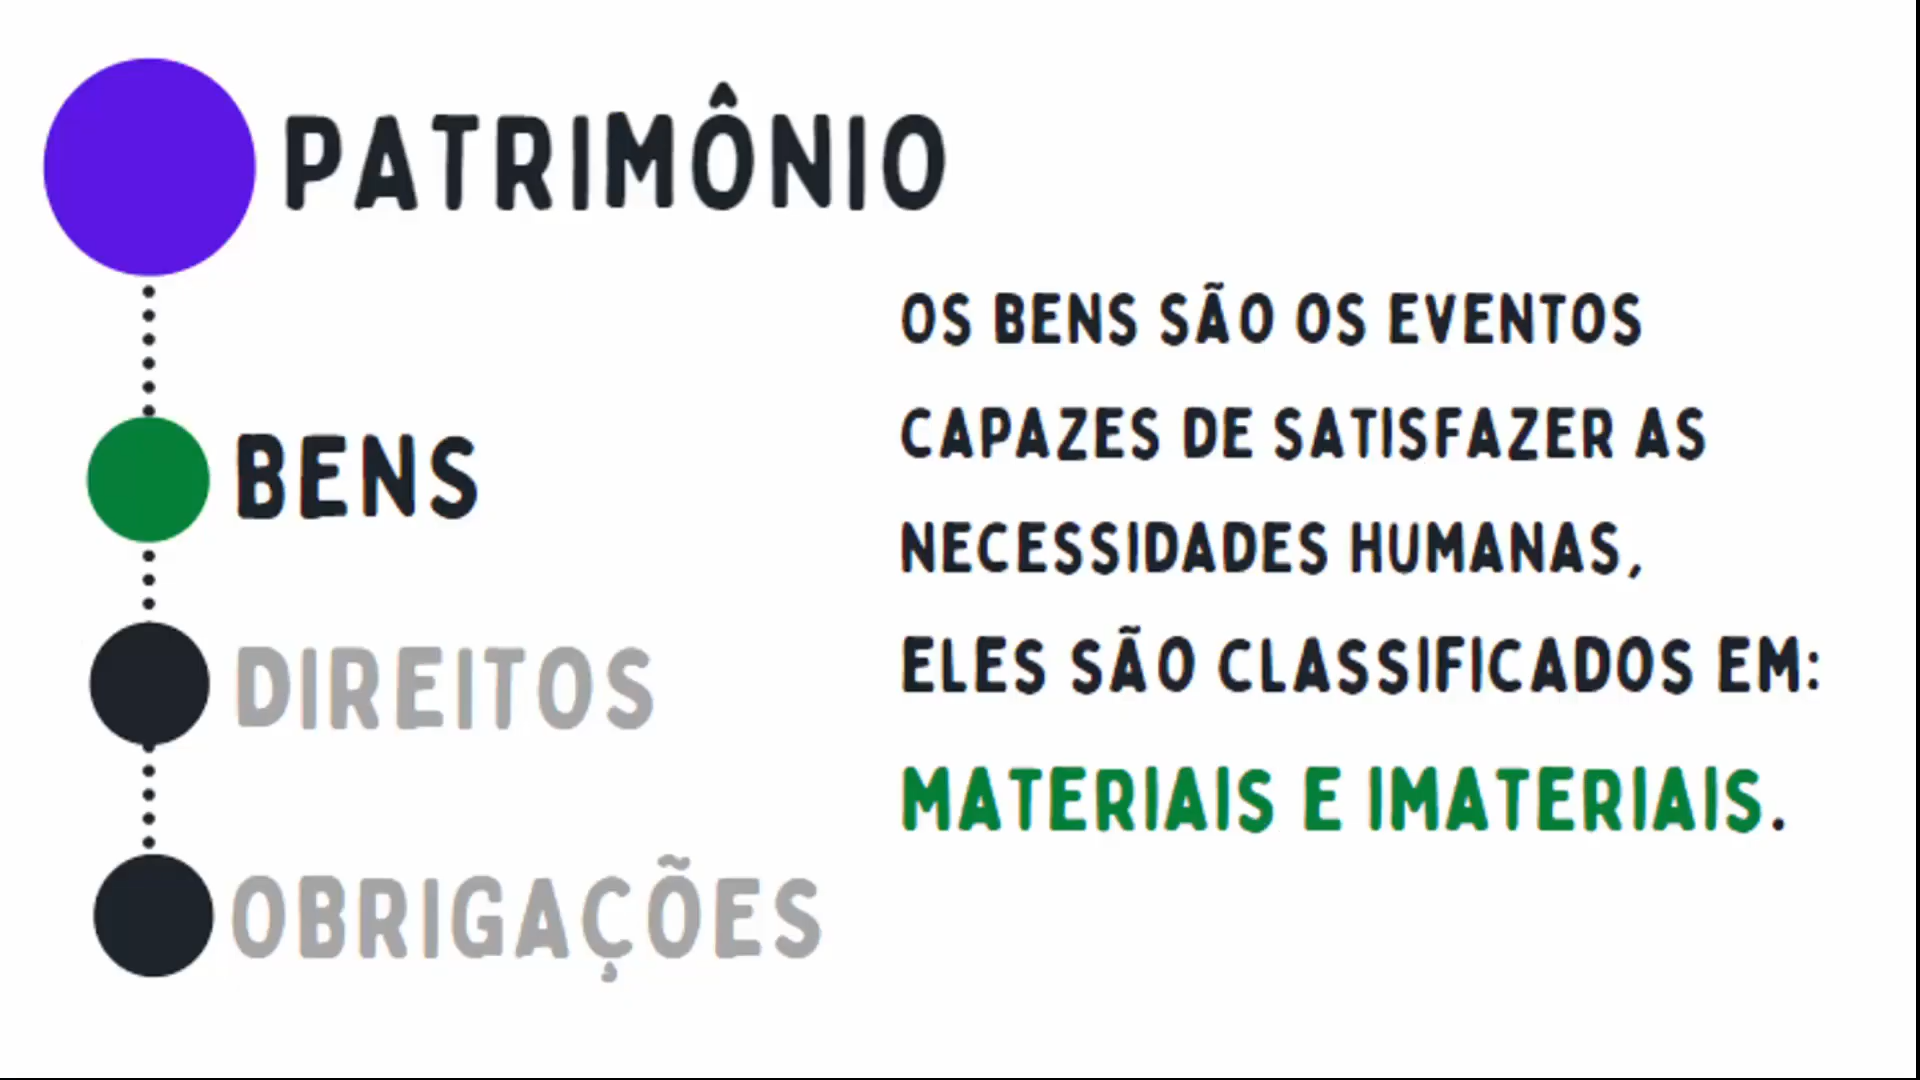 PATRIMÔNIO
BENS
DIREITOS
OBRIGAÇÕES
OS BENS SÃO OS EVENTOS
CAPAZES DE SATISFAZER AS
NECESSIDADES HUMANAS,
ELES SÃO CLASSIFICADOS EM:
MATERIAIS E IMATERIAIS.